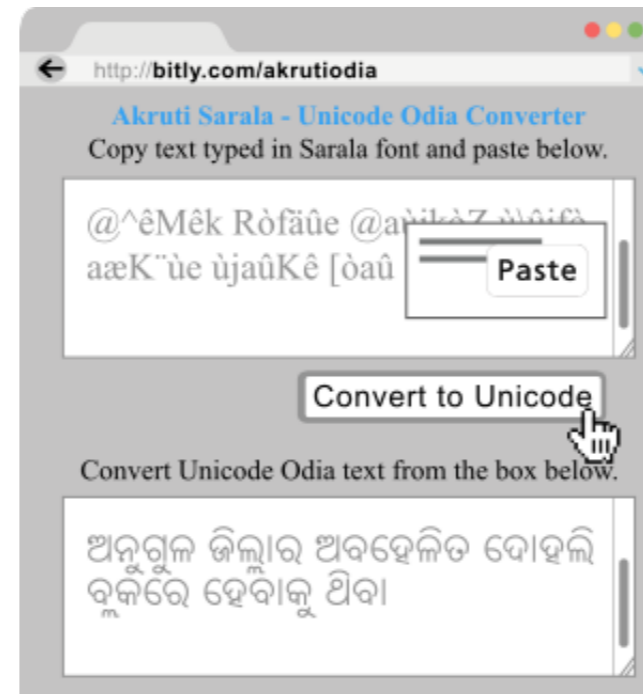 http://bitly.com/akrutiodia
Akruti Sarala - Unicode Odia Converter
Copy text typed in Sarala font and paste below.
@^êMêk Ròfäûe
aæK¨ùe ùjaûKê [òaû
Paste
Convert to Unicode
Convert Unicode Odia text from the box below.
ଅନୁଗୁଳ ଜିଲ୍ଲାର ଅବହେଳିତ ଦୋହଲି
ବ୍ଲକରେ ହେବାକୁ ଥିବା